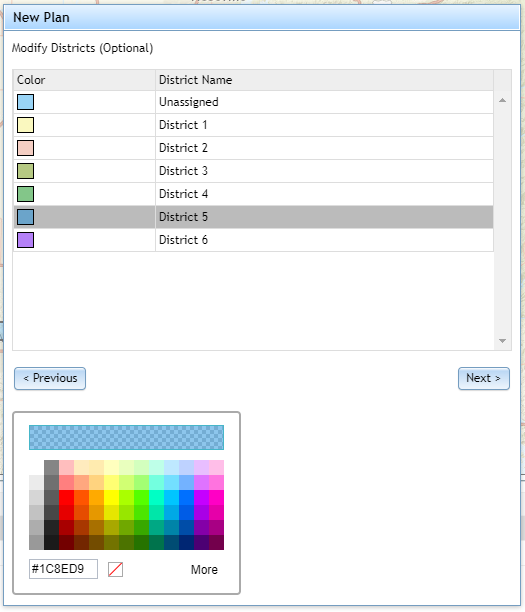 New Plan
Modify Districts (Optional)
Color District Name
Unassigned
District 1
District 2
District 3
District 4
District 5
District 6
< Previous Next >
#1C8ED9 More